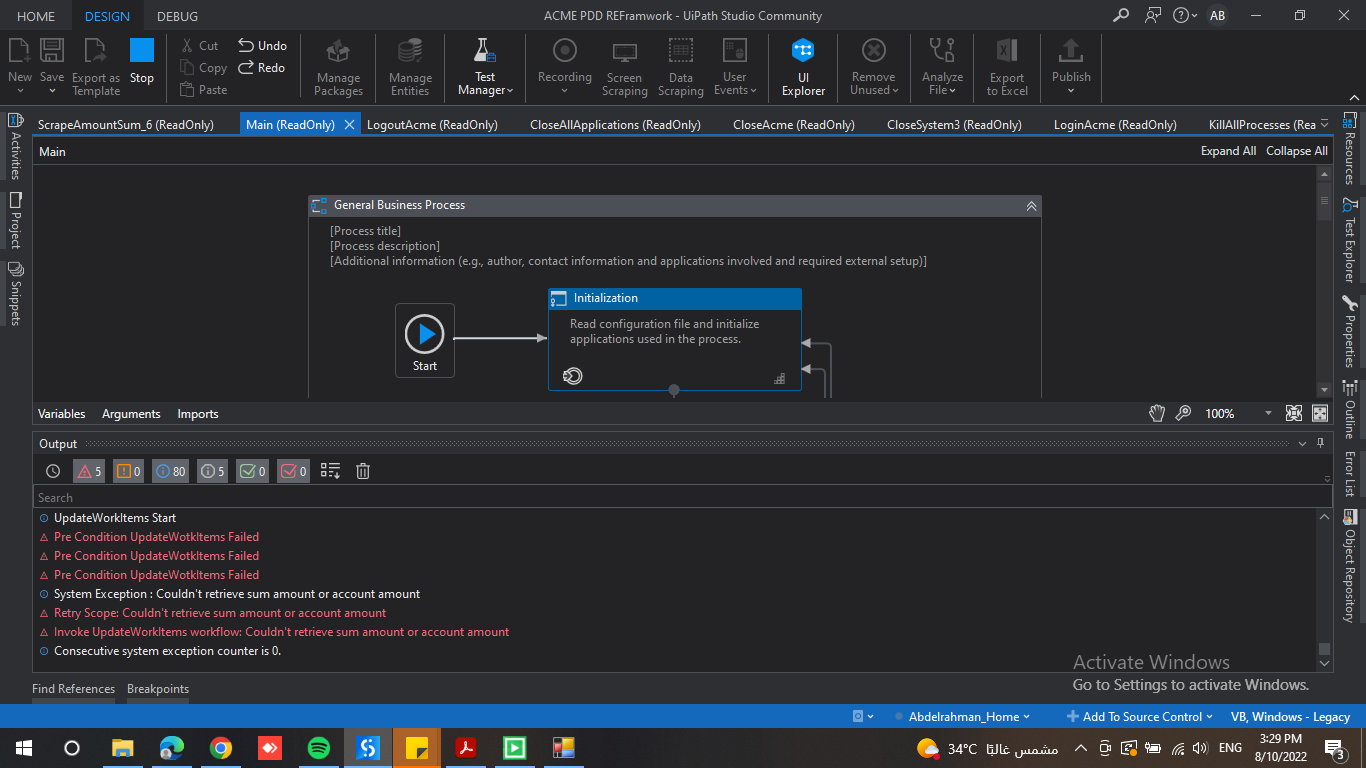 HOME DESIGN DEBUG ACME PDD REFramwork - UiPath Studio Community AB
New Save Export as Template Stop Cut Copy Paste Undo Redo Manage Packages Manage Entities Test Manager Recording Screen Scraping Data Scraping User Events UI Explorer Remove Unused Analyze File Export to Excel Publish
ScrapeAmountSum_6 (ReadOnly) Main (ReadOnly) LogoutAcme (ReadOnly) CloseAllApplications (ReadOnly) CloseAcme (ReadOnly) CloseSystem3 (ReadOnly) LoginAcme (ReadOnly) KillAllProcesses (Rea
Activities
Project
Snippets
Main Expand All Collapse All
General Business Process
[Process title]
[Process description]
[Additional information (e.g., author, contact information and applications involved and required external setup)]
Start
Initialization
Read configuration file and initialize
applications used in the process.
Resources
Test Explorer
Properties
Outline
Error List
Object Repository
Variables Arguments Imports 100%
Output
5 0 80 5 0 0
Search
UpdateWorkItems Start
Pre Condition UpdateWotkItems Failed
Pre Condition UpdateWotkItems Failed
Pre Condition UpdateWotkItems Failed
System Exception : Couldn't retrieve sum amount or account amount
Retry Scope: Couldn't retrieve sum amount or account amount
Invoke UpdateWorkItems workflow: Couldn't retrieve sum amount or account amount
Consecutive system exception counter is 0.
Activate Windows
Go to Settings to activate Windows.
Find References Breakpoints
Abdelrahman_Home Add To Source Control VB, Windows - Legacy
34°C مشمس غالبًا ENG 3:29 PM
8/10/2022 3